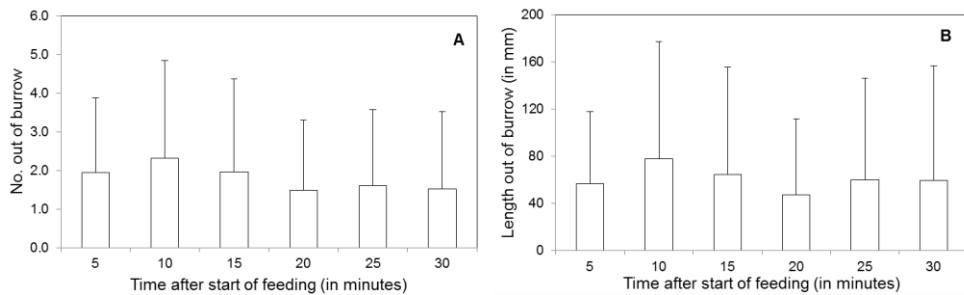 A
No. out of burrow
6.0
5.0
4.0
3.0
2.0
1.0
0.0
5 10 15 20 25 30
Time after start of feeding (in minutes)
B
Length out of burrow (in mm)
200
160
120
80
40
0
5 10 15 20 25 30
Time after start of feeding (in minutes)